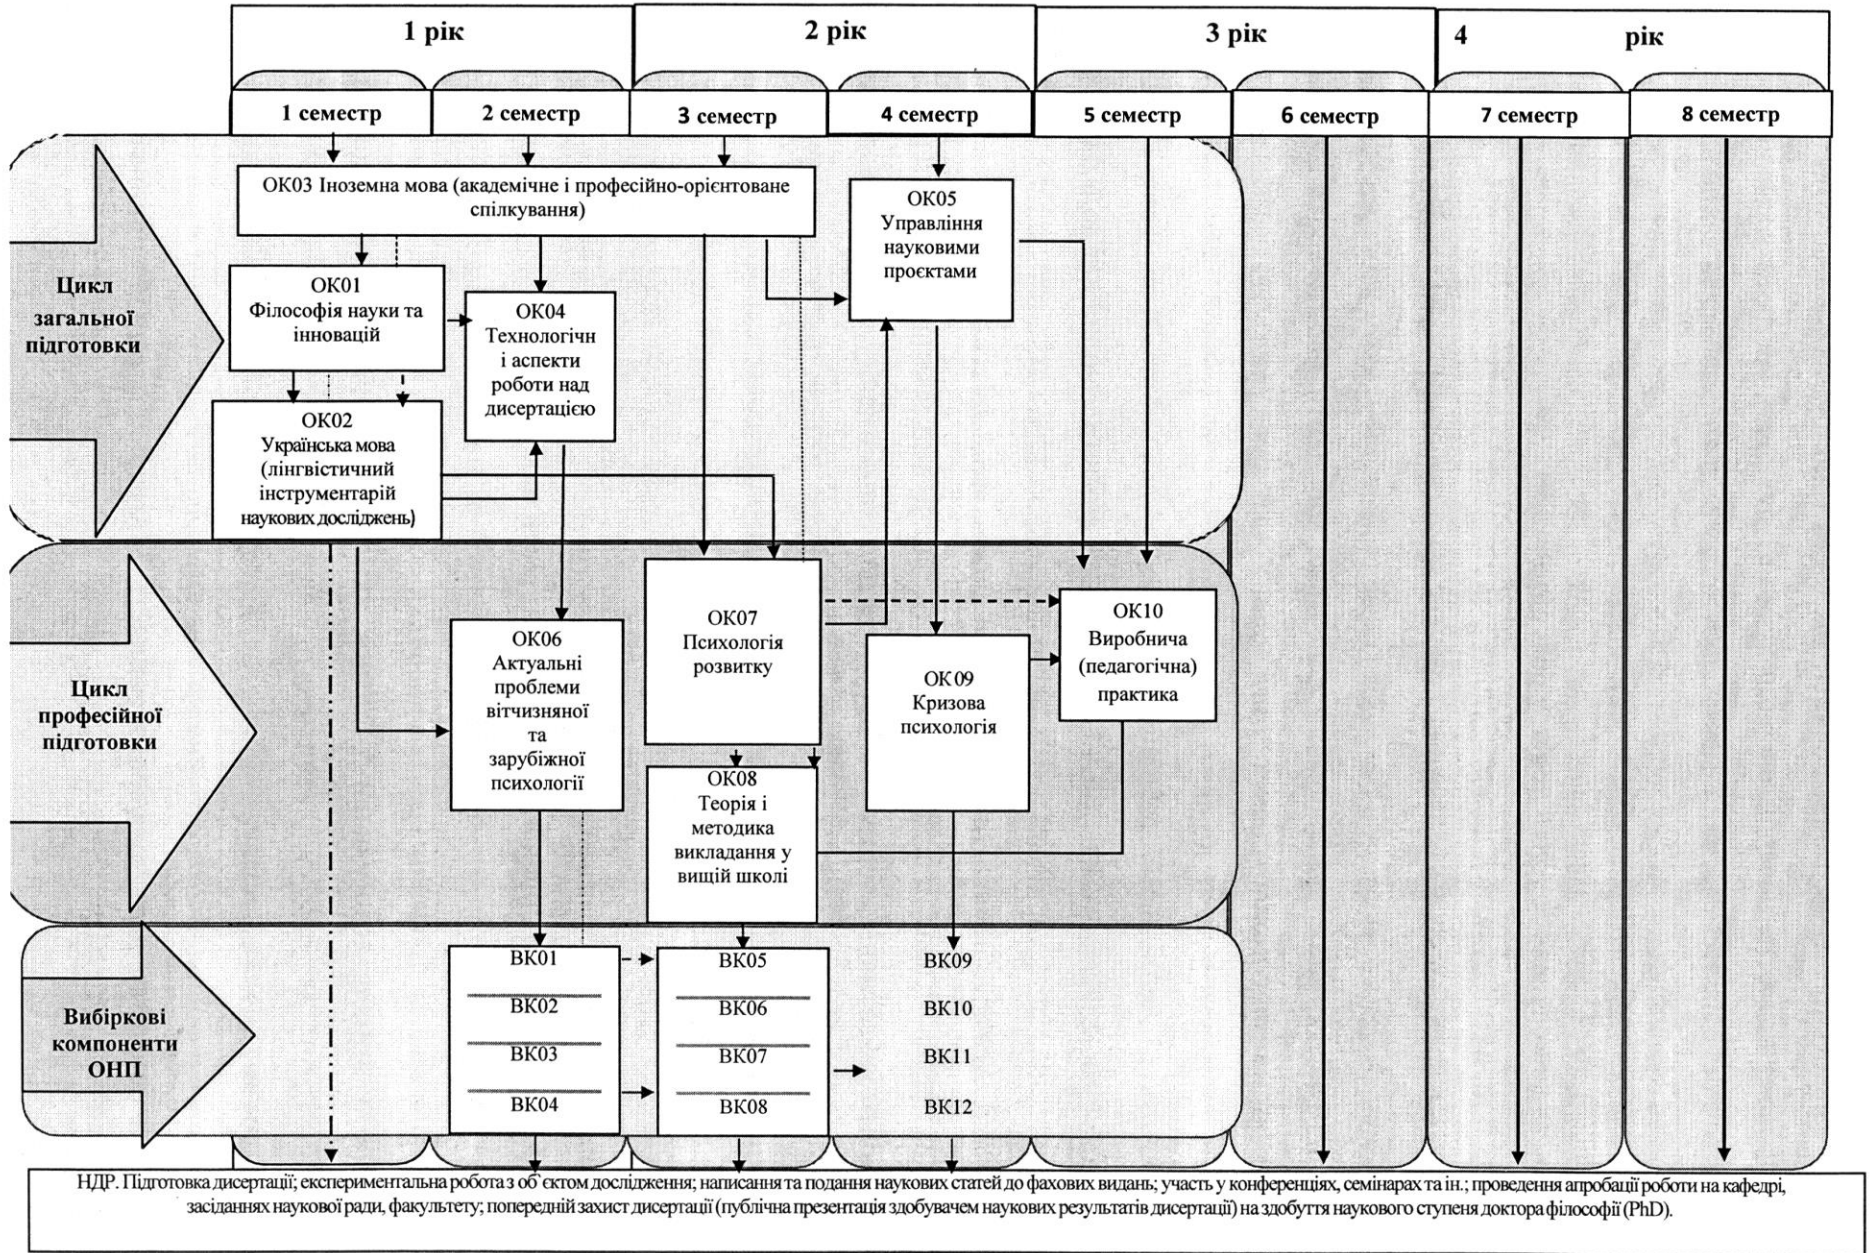 1 рік
2 рік
3 рік
4 рік
1 семестр
2 семестр
3 семестр
4 семестр
5 семестр
6 семестр
7 семестр
8 семестр
Цикл
загальної
підготовки
ОК03 Іноземна мова (академічне і професійно-орієнтоване
спілкування)
ОК01
Філософія науки та
інновацій
ОК02
Українська мова
(лінгвістичний
інструментарій
наукових досліджень)
ОК04
Технологічн
і аспекти
роботи над
дисертацією
ОК05
Управління
науковими
проєктами
Цикл
професійної
підготовки
ОК06
Актуальні
проблеми
вітчизняної
та
зарубіжної
психології
ОК07
Психологія
розвитку
ОК08
Теорія і
методика
викладання у
вищій школі
ОК09
Кризова
психологія
ОК10
Виробнича
(педагогічна)
практика
Вибіркові
компоненти
ОНП
ВК01
ВК02
ВК03
ВК04
ВК05
ВК06
ВК07
ВК08
ВК09
ВК10
ВК11
ВК12
НДР. Підготовка дисертації; експериментальна робота з об`єктом дослідження; написання та подання наукових статей до фахових видань; участь у конференціях, семінарах та ін.; проведення апробації роботи на кафедрі,
засіданнях наукової ради, факультету; попередній захист дисертації (публічна презентація здобувачем наукових результатів дисертації) на здобуття наукового ступеня доктора філософії (PhD).